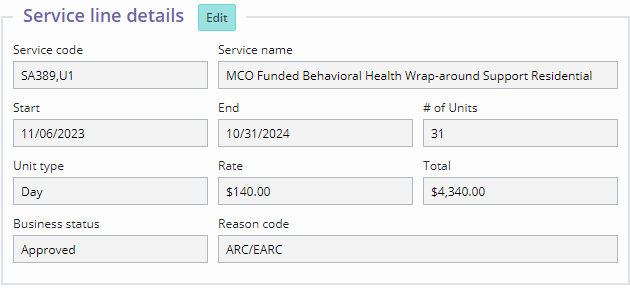 Service line details Edit
Service code Service name
SA389,U1 MCO Funded Behavioral Health Wrap-around Support Residential
Start End # of Units
11/06/2023 10/31/2024 31
Unit type Rate Total
Day $140.00 $4,340.00
Business status Reason code
Approved ARC/EARC